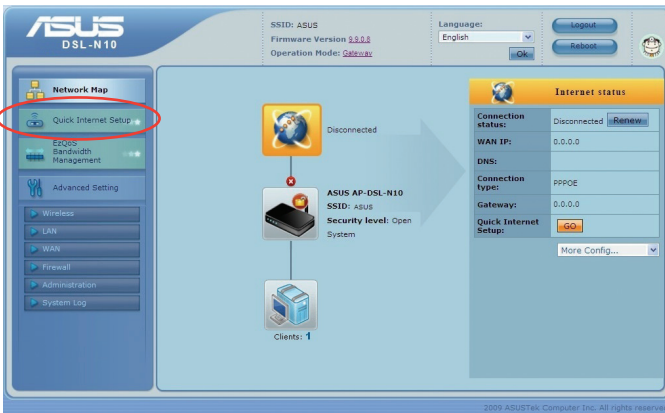 ASUS
DSL-N10
SSID: ASUS
Firmware Version 9.9.0.8
Operation Mode: Gateway
Language:
English
Ok
Logout
Reboot
Network Map
Quick Internet Setup
EzQoS
Bandwidth
Management
Advanced Setting
Wireless
LAN
WAN
Firewall
Administration
System Log
Disconnected
ASUS AP-DSL-N10
SSID: ASUS
Security level: Open
System
Clients: 1
Internet status
Connection status: Disconnected Renew
WAN IP: 0.0.0.0
DNS:
Connection type: PPPOE
Gateway: 0.0.0.0
Quick Internet Setup: GO
More Config...
2009 ASUSTek Computer Inc. All rights reserve